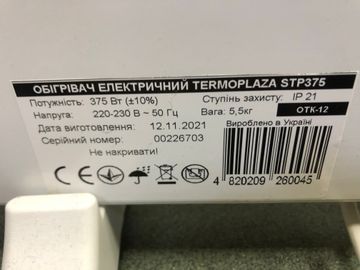 ОБІГРІВАЧ ЕЛЕКТРИЧНИЙ TERMOPLAZA STP375
Потужність: 375 Вт (±10%) Ступінь захисту: IP 21
Напруга: 220-230 В ~ 50 Гц Вага: 5,5кг ОТК-12
Дата виготовлення: 12.11.2021 Вироблено в Україні
Серійний номер: 00226703
Не накривати!
CE
4 820209 260045